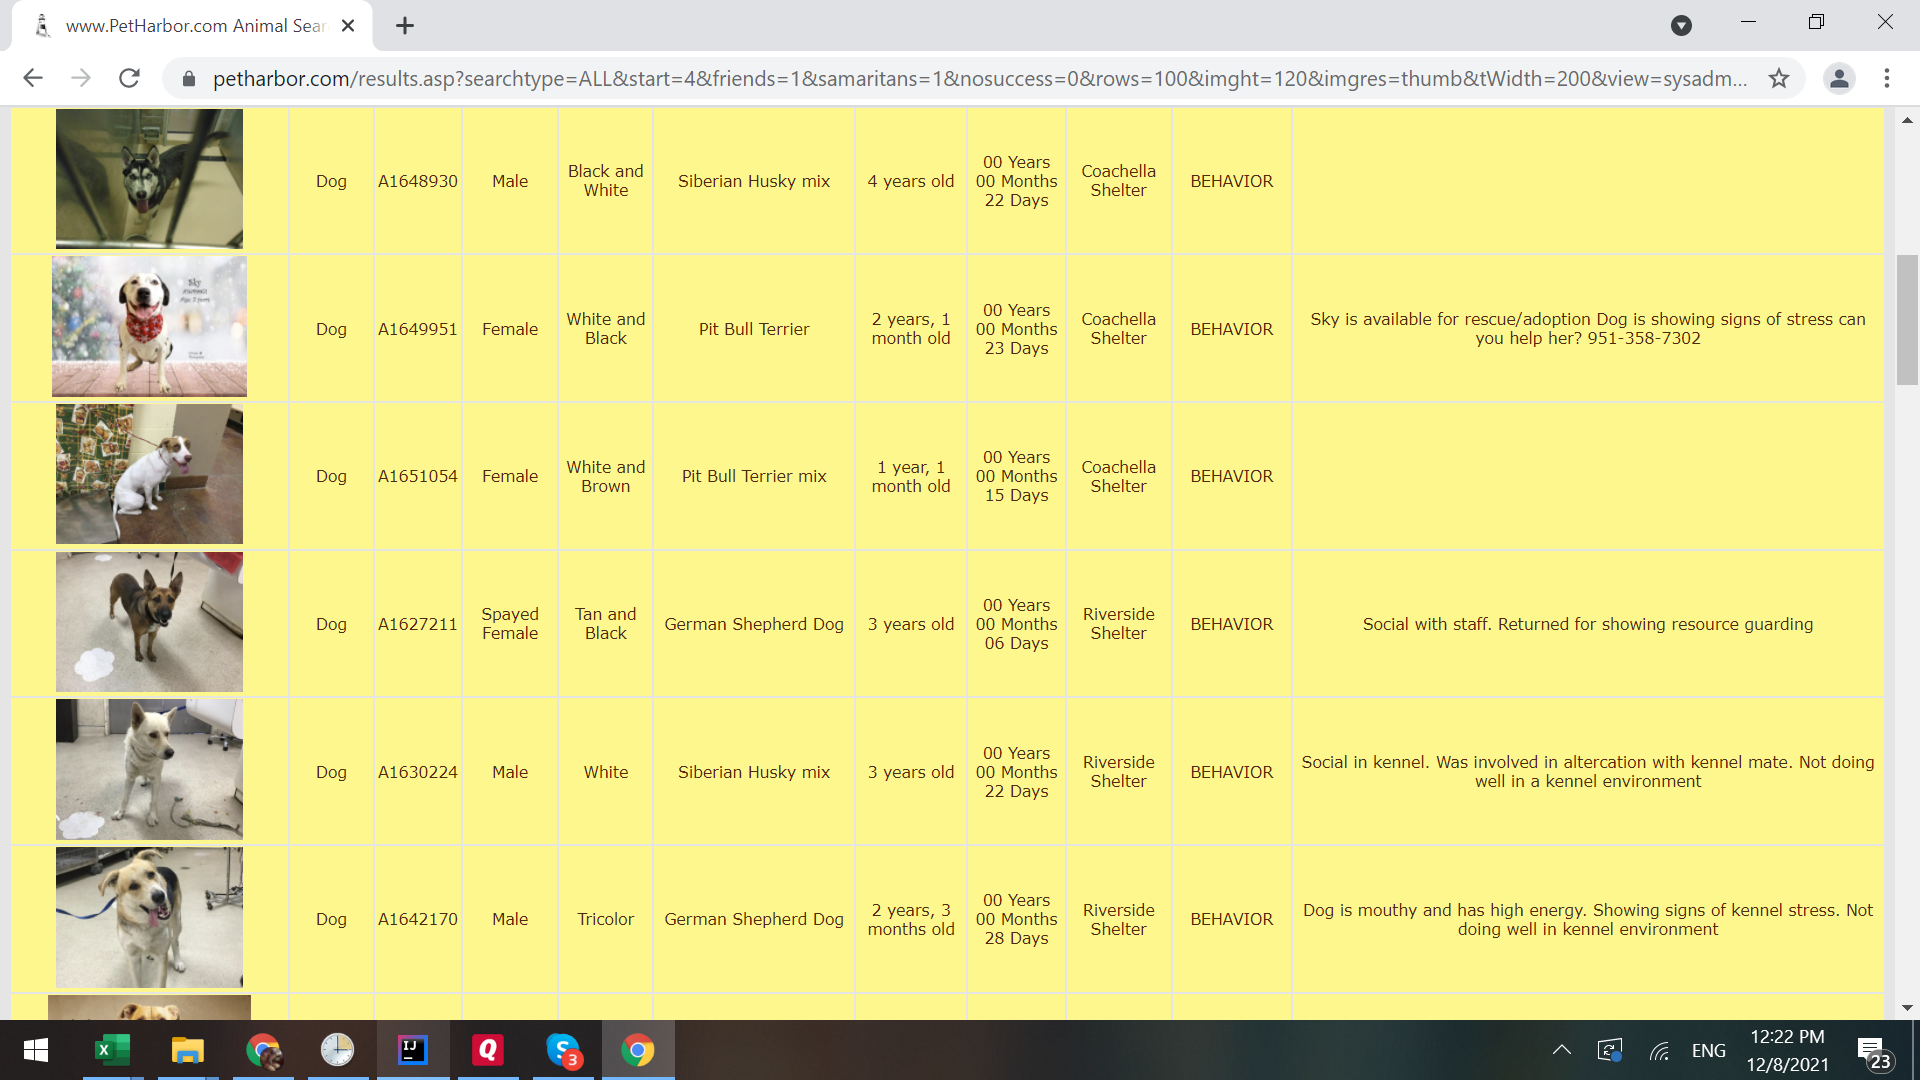 www.PetHarbor.com Animal Sear
petharbor.com/results.asp?searchtype=ALL&start=4&friends=1&samaritans=1&nosuccess=0&rows=100&imght=120&imgres=thumb&tWidth=200&view=sysadm...
Dog
A1648930
Male
Black and
White
Siberian Husky mix
4 years old
00 Years
00 Months
22 Days
Coachella
Shelter
BEHAVIOR
Sky
Dog
A1649951
Female
White and
Black
Pit Bull Terrier
2 years, 1
month old
00 Years
00 Months
23 Days
Coachella
Shelter
BEHAVIOR
Sky is available for rescue/adoption Dog is showing signs of stress can
you help her? 951-358-7302
Dog
A1651054
Female
White and
Brown
Pit Bull Terrier mix
1 year, 1
month old
00 Years
00 Months
15 Days
Coachella
Shelter
BEHAVIOR
Dog
A1627211
Spayed
Female
Tan and
Black
German Shepherd Dog
3 years old
00 Years
00 Months
06 Days
Riverside
Shelter
BEHAVIOR
Social with staff. Returned for showing resource guarding
Dog
A1630224
Male
White
Siberian Husky mix
3 years old
00 Years
00 Months
22 Days
Riverside
Shelter
BEHAVIOR
Social in kennel. Was involved in altercation with kennel mate. Not doing
well in a kennel environment
Dog
A1642170
Male
Tricolor
German Shepherd Dog
2 years, 3
months old
00 Years
00 Months
28 Days
Riverside
Shelter
BEHAVIOR
Dog is mouthy and has high energy. Showing signs of kennel stress. Not
doing well in kennel environment
X
IJ
Q
S
3
ENG
12:22 PM
12/8/2021
23